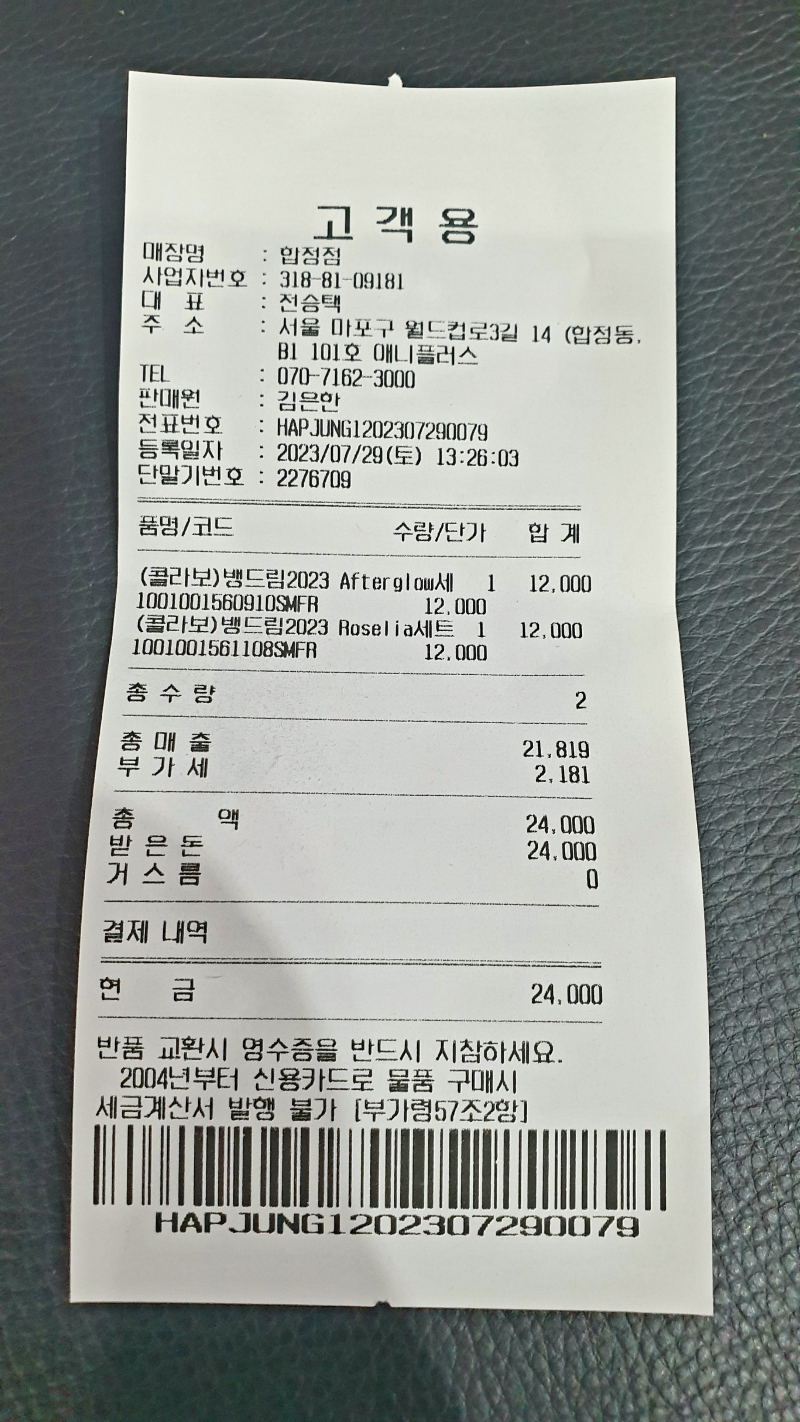 고 객 용
매장명 : 합정점
사업지번호 : 318-81-09181
대 표 : 전승택
주 소 : 서울 마포구 월드컵로3길 14 (합정동,
B1 101호 애니플러스
TEL : 070-7162-3000
판매원 : 김은한
전표번호 : HAPJUNG1202307290079
등록일자 : 2023/07/29(토) 13:26:03
단말기번호 : 2276709
품명/코드 수량/단가 합 계
(콜라보)뱅드림2023 Afterglow세 1 12,000
1001001560910SMFR 12,000
(콜라보)뱅드림2023 Roselia세트 1 12,000
1001001561108SMFR 12,000
총 수 량 2
총 매 출 21,819
부 가 세 2,181
총 액 24,000
받 은 돈 24,000
거 스 름 0
결제 내역
현 금 24,000
반품 교환시 영수증을 반드시 지참하세요.
2004년부터 신용카드로 물품 구매시
세금계산서 발행 불가 [부가령57조2항]
HAPJUNG1202307290079